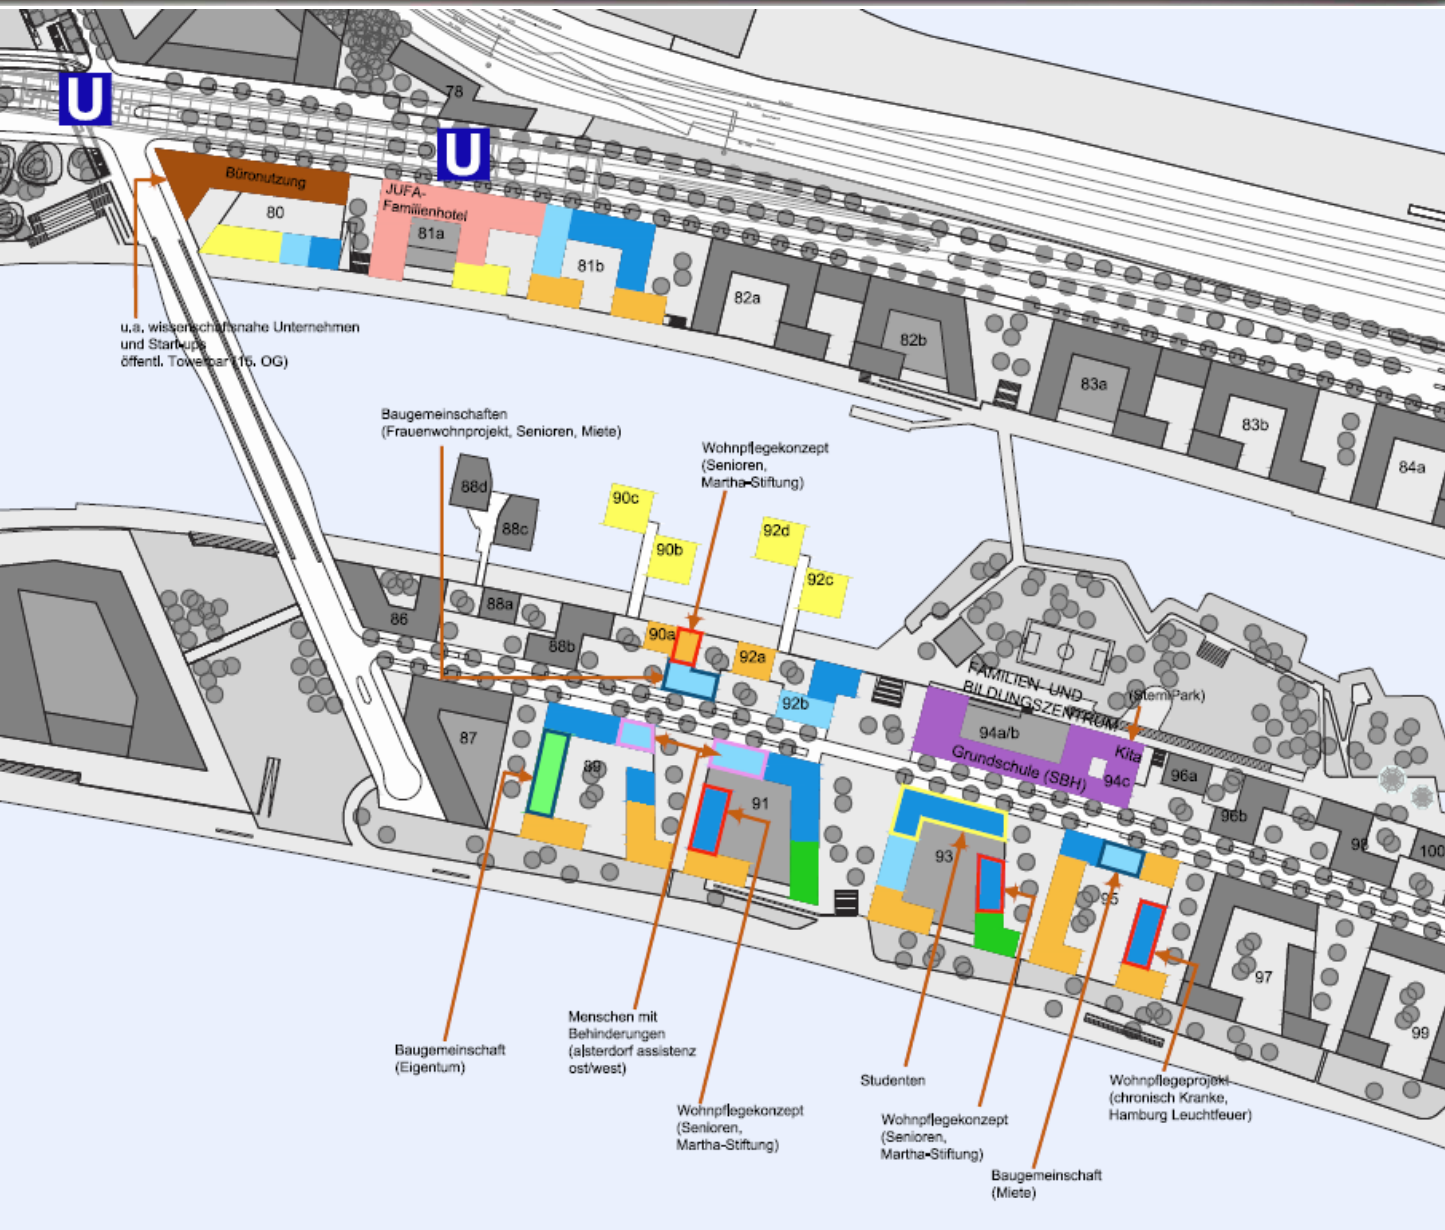 U
78
U
Büronutzung
JUFA-
Familienhotel
80
81a
81b
82a
82b
83a
83b
84a
u.a. wissenschaftsnahe Unternehmen
und Start-ups
öffentl. Towerbar (16. OG)
Baugemeinschaften
(Frauenwohnprojekt, Senioren, Miete)
Wohnpflegekonzept
(Senioren,
Martha-Stiftung)
88d
88c
90c
90b
92d
92c
86
88a
88b
90a
92a
92b
FAMILIEN- UND
BILDUNGSZENTRUM
(SterniPark)
94a/b
Kita
Grundschule (SBH)
94c
96a
96b
98
100
87
89
91
93
95
97
99
Baugemeinschaft
(Eigentum)
Menschen mit
Behinderungen
(alsterdorf assistenz
ost/west)
Wohnpflegekonzept
(Senioren,
Martha-Stiftung)
Studenten
Wohnpflegekonzept
(Senioren,
Martha-Stiftung)
Wohnpflegeprojekt
(chronisch Kranke,
Hamburg Leuchtfeuer)
Baugemeinschaft
(Miete)